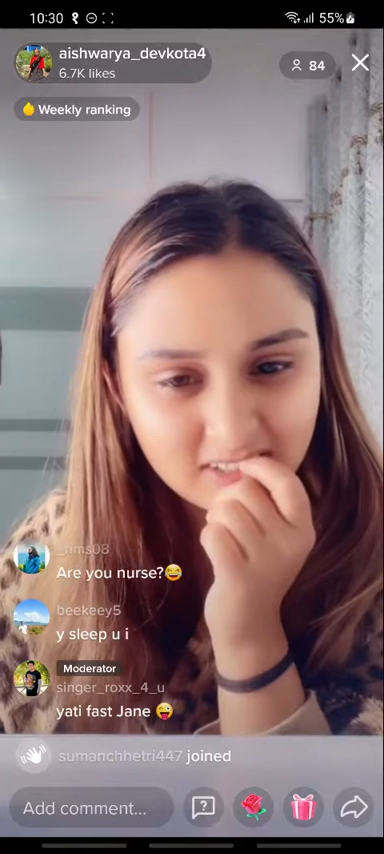 10:30
55%
aishwarya_devkota4
6.7K likes
84
Weekly ranking
_nms08
Are you nurse?😂
beekeey5
y sleep u i
Moderator
singer_roxx_4_u
yati fast Jane 😜
sumanchhetri447 joined
Add comment...